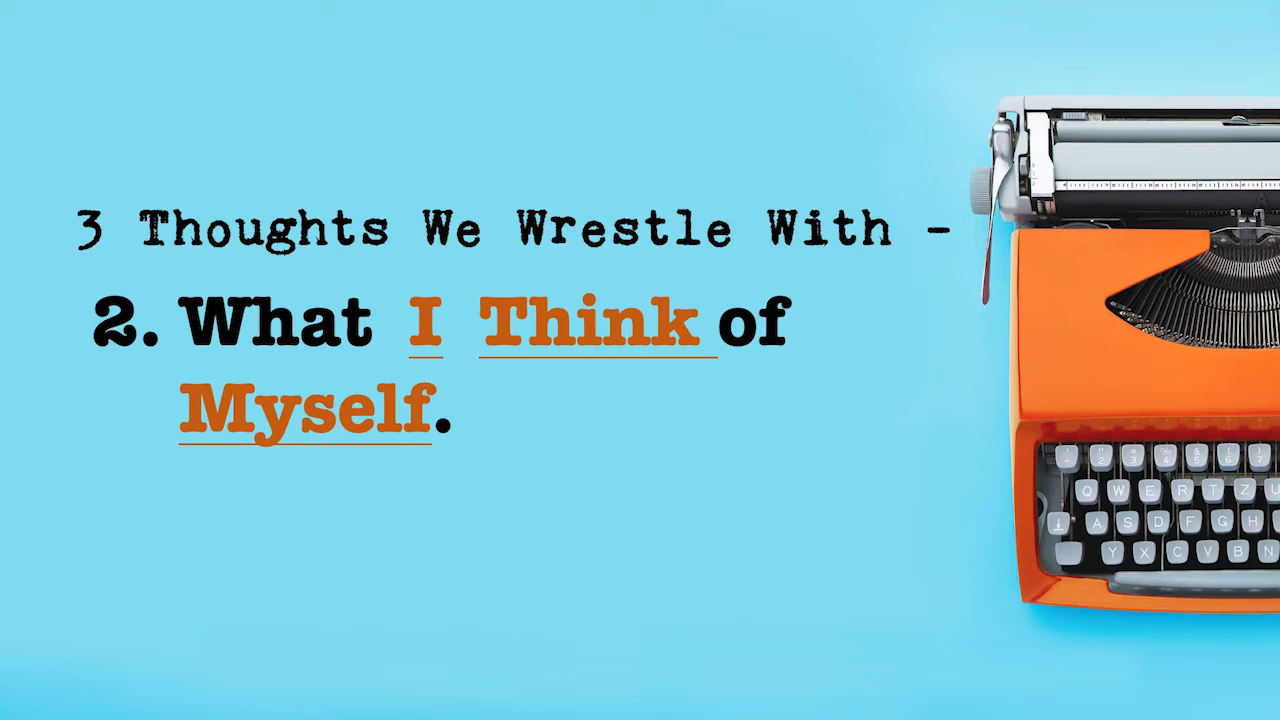 3 Thoughts We Wrestle With -
2. What I Think of
Myself.
Q W E R T Z U
A S D F G H
Y X C V B N